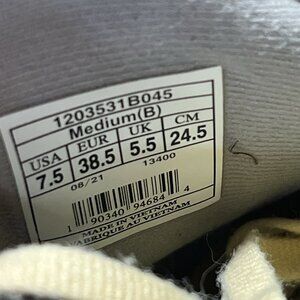 1203531B045
Medium(B)
USA EUR UK CM
7.5 38.5 5.5 24.5
08/21 13400
1 90340 94684 4
MADE IN VIETNAM
FABRIQUE AU VIETNAM